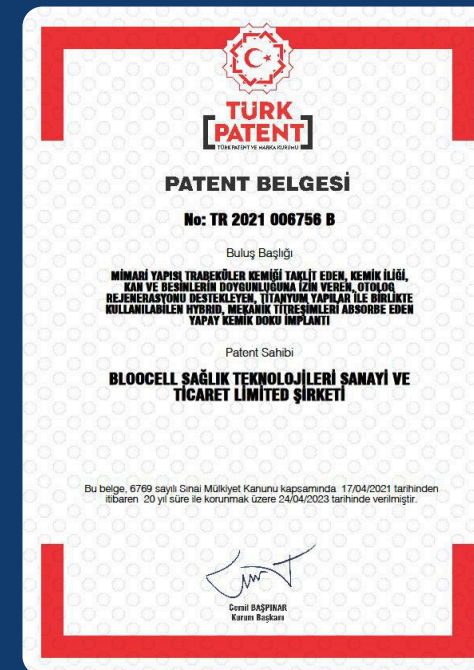 TÜRK
PATENT
TÜRK PATENT VE MARKA KURUMU
PATENT BELGESİ
No: TR 2021 006756 B
Buluş Başlığı
MİMARİ YAPISI TRABEKÜLER KEMİĞİ TAKLİT EDEN, KEMİK İLİĞİ,
KAN VE BESİNLERİN DOYGUNLUĞUNA İZİN VEREN, OTOLOG
REJENERASYONU DESTEKLEYEN, TİTANYUM YAPILAR İLE BİRLİKTE
KULLANILABİLEN HYBRID, MEKANİK TİTREŞİMLERİ ABSORBE EDEN
YAPAY KEMİK DOKU İMPLANTI
Patent Sahibi
BLOOCELL SAĞLIK TEKNOLOJİLERİ SANAYİ VE
TİCARET LİMİTED ŞİRKETİ
Bu belge, 6769 sayılı Sınai Mülkiyet Kanunu kapsamında 17/04/2021 tarihinden
itibaren 20 yıl süre ile korunmak üzere 24/04/2023 tarihinde verilmiştir.
Cemil BAŞPINAR
Kurum Başkanı